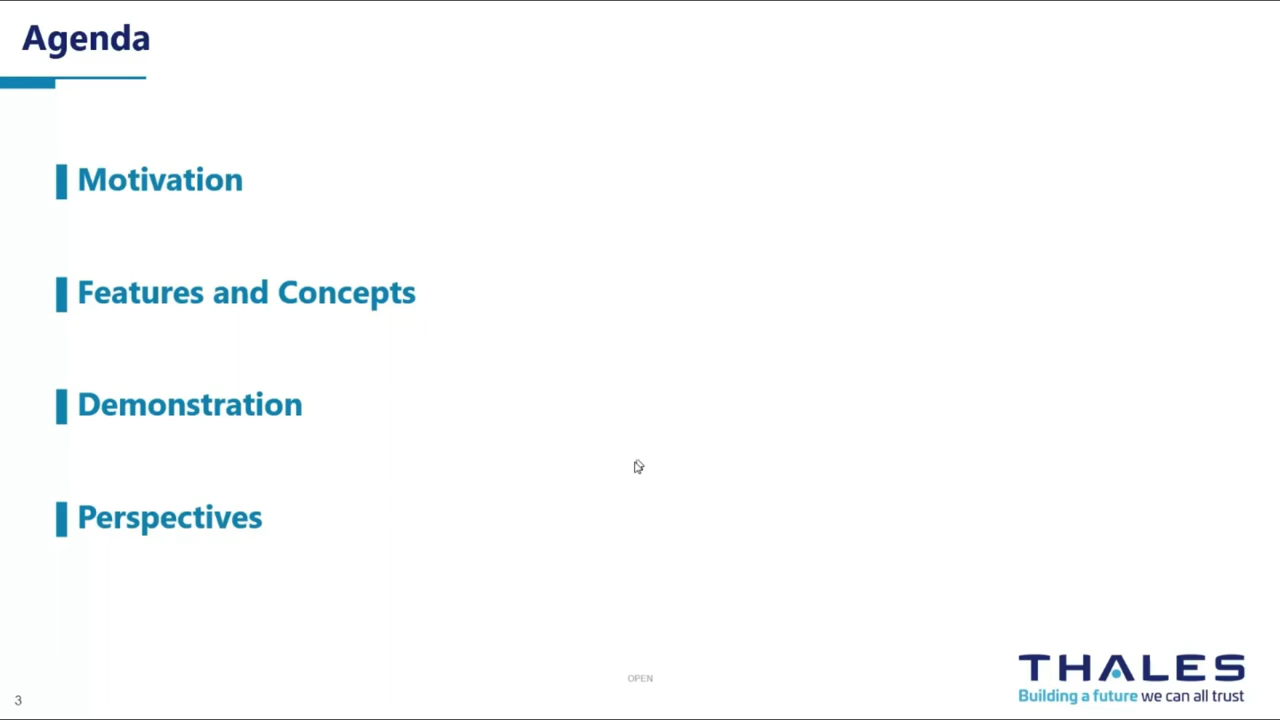 Agenda
Motivation
Features and Concepts
Demonstration
Perspectives
OPEN
3
THALES
Building a future we can all trust